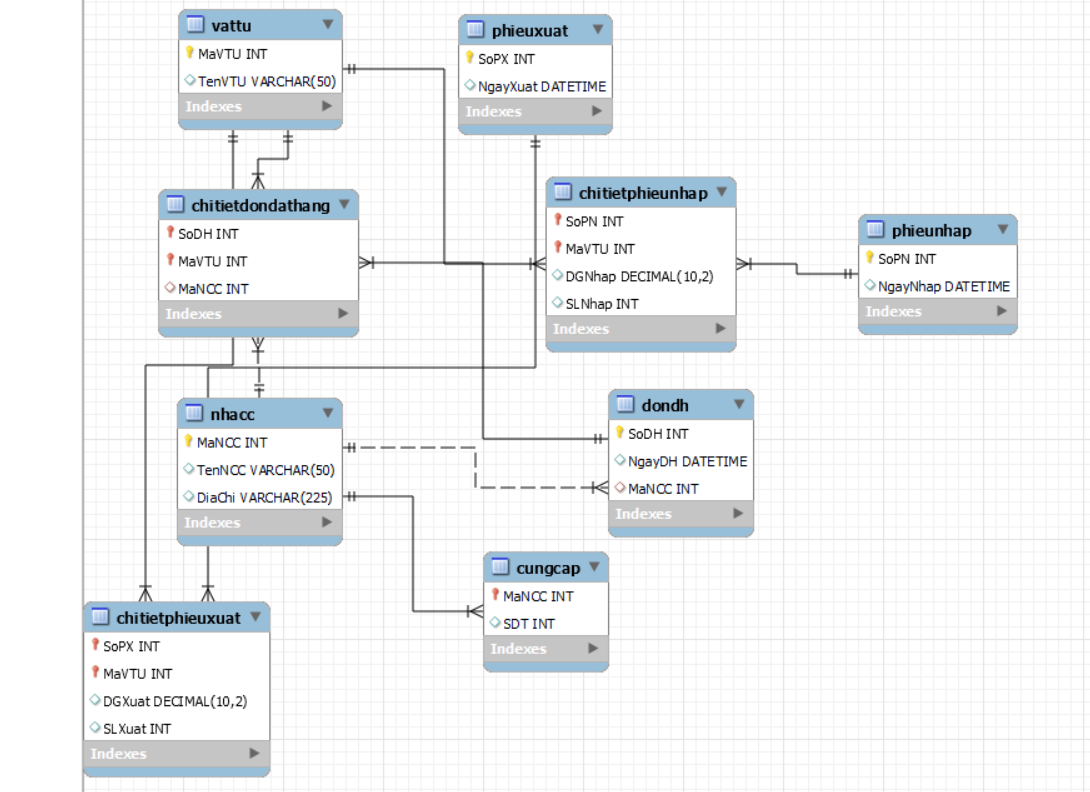 vattu
MaVTU INT
TenVTU VARCHAR(50)
Indexes
phieuxuat
SoPX INT
NgayXuat DATETIME
Indexes
chitietdondathang
SoDH INT
MaVTU INT
MaNCC INT
Indexes
chitietphieunhap
SoPN INT
MaVTU INT
DGNhap DECIMAL(10,2)
SLNhap INT
Indexes
phieunhap
SoPN INT
NgayNhap DATETIME
Indexes
nhacc
MaNCC INT
TenNCC VARCHAR(50)
DiaChi VARCHAR(225)
Indexes
dondh
SoDH INT
NgayDH DATETIME
MaNCC INT
Indexes
cungcap
MaNCC INT
SDT INT
Indexes
chitietphieuxuat
SoPX INT
MaVTU INT
DGXuat DECIMAL(10,2)
SLXuat INT
Indexes